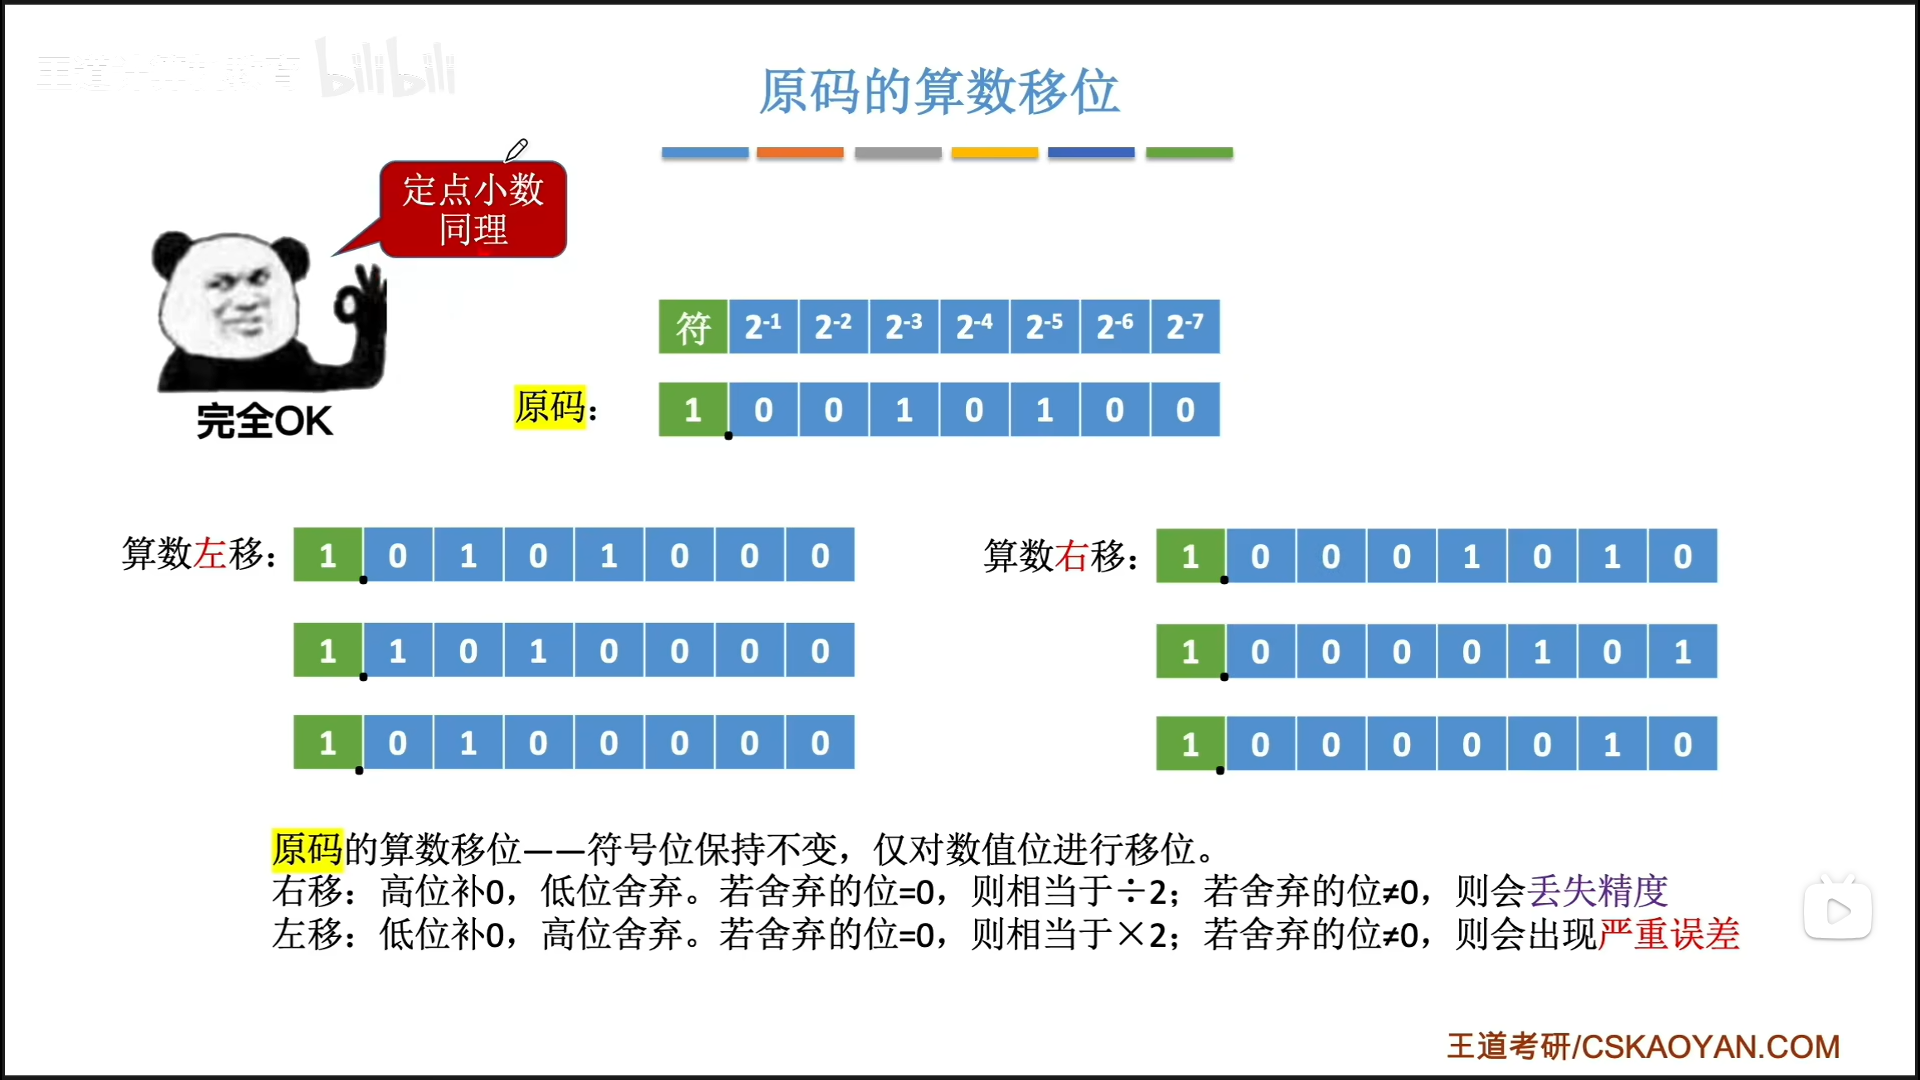 王道计算机教育 bilibili
原码的算数移位
定点小数
同理
完全OK
符 2⁻¹ 2⁻² 2⁻³ 2⁻⁴ 2⁻⁵ 2⁻⁶ 2⁻⁷
原码： 1 0 0 1 0 1 0 0
算数左移： 1 0 1 0 1 0 0 0
1 1 0 1 0 0 0 0
1 0 1 0 0 0 0 0
算数右移： 1 0 0 0 1 0 1 0
1 0 0 0 0 1 0 1
1 0 0 0 0 0 1 0
原码的算数移位——符号位保持不变，仅对数值位进行移位。
右移：高位补0，低位舍弃。若舍弃的位=0，则相当于÷2；若舍弃的位≠0，则会丢失精度
左移：低位补0，高位舍弃。若舍弃的位=0，则相当于×2；若舍弃的位≠0，则会出现严重误差
王道考研/CSKAOYAN.COM